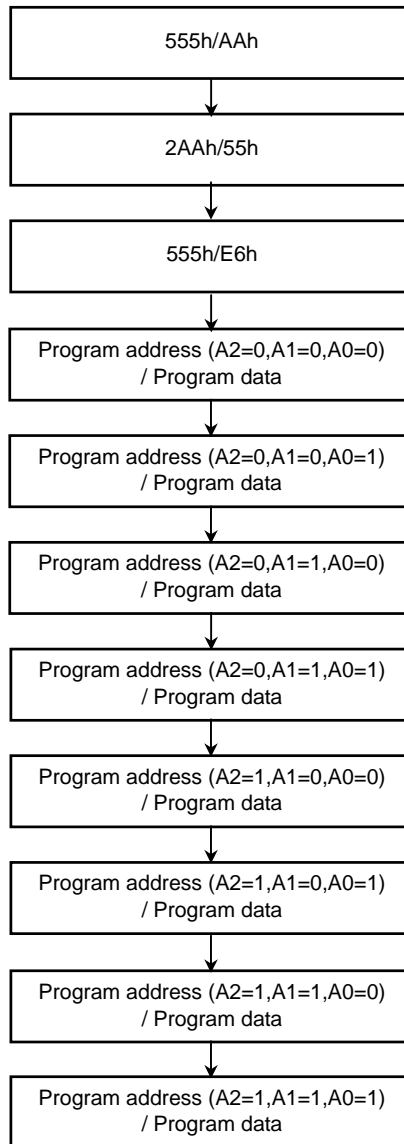 555h/AAh
2AAh/55h
555h/E6h
Program address (A2=0,A1=0,A0=0)
/ Program data
Program address (A2=0,A1=0,A0=1)
/ Program data
Program address (A2=0,A1=1,A0=0)
/ Program data
Program address (A2=0,A1=1,A0=1)
/ Program data
Program address (A2=1,A1=0,A0=0)
/ Program data
Program address (A2=1,A1=0,A0=1)
/ Program data
Program address (A2=1,A1=1,A0=0)
/ Program data
Program address (A2=1,A1=1,A0=1)
/ Program data